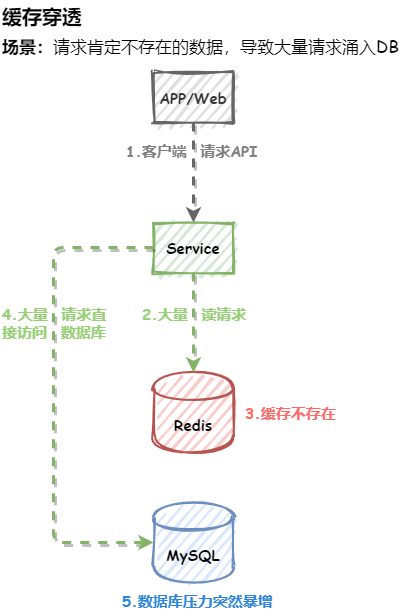 缓存穿透
场景：请求肯定不存在的数据，导致大量请求涌入DB
APP/Web
1.客户端 请求API
Service
4.大量 请求直
接访问 数据库
2.大量 读请求
Redis
3.缓存不存在
MySQL
5.数据库压力突然暴增